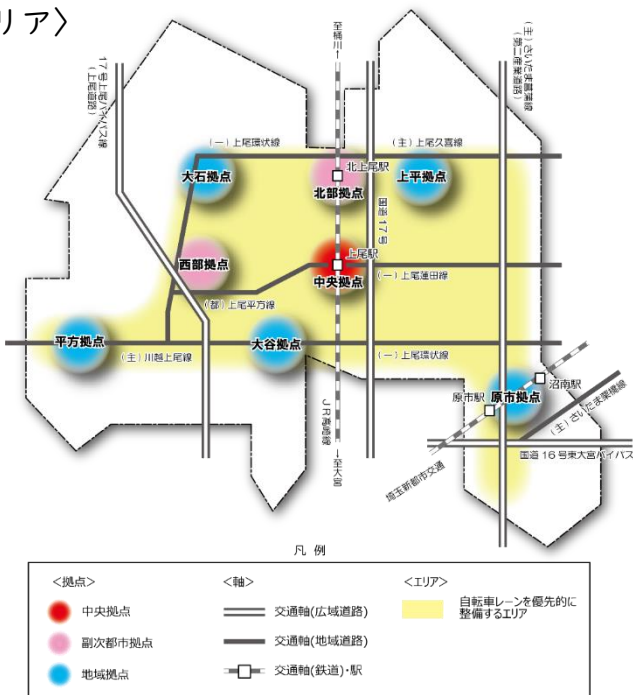 リア〉
至桶川→
17号上尾バイパス線
(上尾道路)
(主)さいたま菖蒲線
(第二産業道路)
(一)上尾環状線
(主)上尾久喜線
大石拠点
北上尾駅
北部拠点
上平拠点
国道17号
西部拠点
上尾駅
中央拠点
(一)上尾蓮田線
(都)上尾平方線
平方拠点
(主)川越上尾線
大谷拠点
(一)上尾環状線
JR高崎線
→至大宮
原市駅
原市拠点
沼南駅
(主)さいたま栗橋線
国道16号東大宮バイパス
埼玉新都市交通
凡 例
<拠点>
中央拠点
副次都市拠点
地域拠点
<軸>
交通軸(広域道路)
交通軸(地域道路)
交通軸(鉄道)・駅
<エリア>
自転車レーンを優先的に
整備するエリア